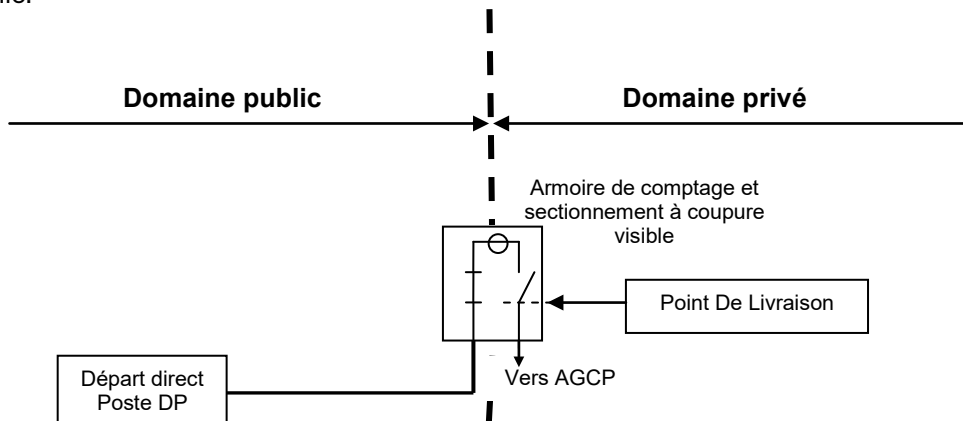 Domaine public
Domaine privé
Armoire de comptage et
sectionnement à coupure
visible
Point De Livraison
Départ direct
Poste DP
Vers AGCP